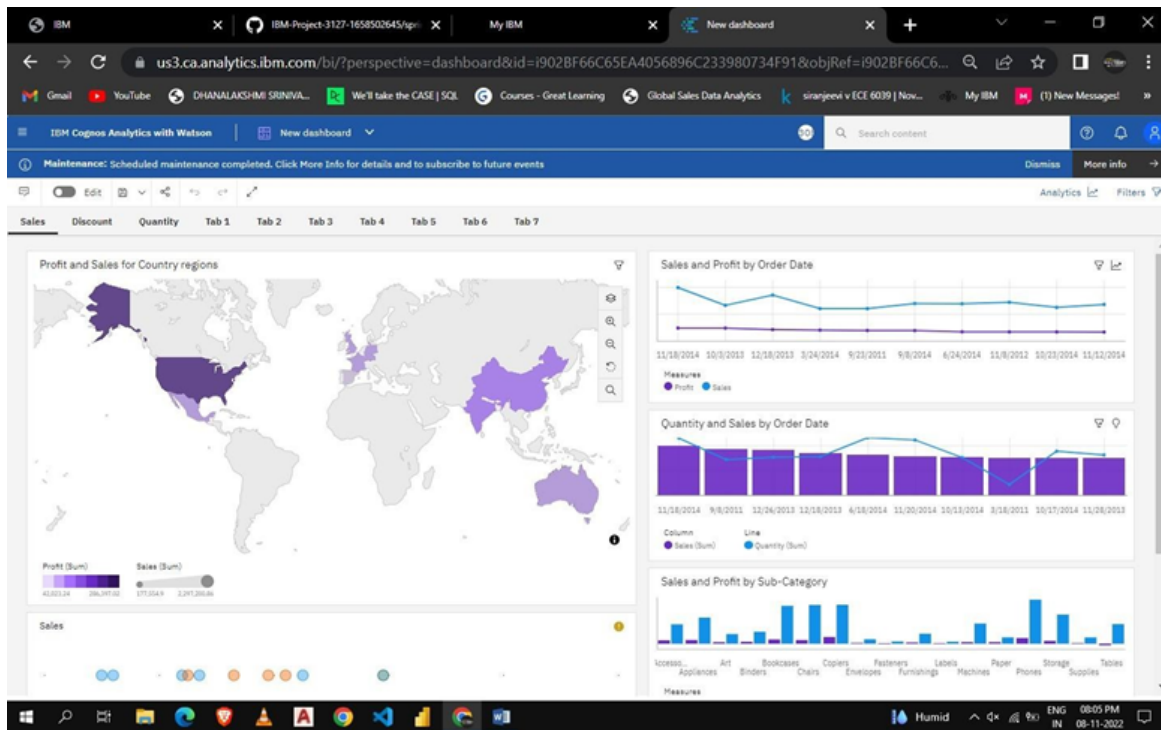 IBM
IBM-Project-3127-1658502645/spri
My IBM
New dashboard
us3.ca.analytics.ibm.com/bi/?perspective=dashboard&id=i902BF66C65EA4056896C233980734F91&objRef=i902BF66C6...
Gmail
YouTube
DHANALAKSHMI SRINIVA...
We'll take the CASE | SQL
Courses - Great Learning
Global Sales Data Analytics
siranjeevi v ECE 6039 | Nov...
My IBM
(1) New Messages!
»
IBM Cognos Analytics with Watson
New dashboard
30
Search content
Maintenance: Scheduled maintenance completed. Click More Info for details and to subscribe to future events
Dismiss
More info
Edit
Analytics
Filters
Sales Discount Quantity Tab 1 Tab 2 Tab 3 Tab 4 Tab 5 Tab 6 Tab 7
Profit and Sales for Country regions
Profit (Sum)
Sales (Sum)
177,554.9 2,297,200.86
Sales
Sales and Profit by Order Date
11/18/2014 10/3/2013 12/18/2013 3/24/2014 9/23/2011 9/8/2014 6/24/2014 11/8/2012 10/23/2014 11/12/2014
Measures
Profit Sales
Quantity and Sales by Order Date
11/18/2014 9/8/2011 12/26/2013 12/18/2013 6/18/2014 11/20/2014 10/13/2014 3/18/2011 10/17/2014 11/28/2013
Column Line
Sales (Sum) Quantity (Sum)
Sales and Profit by Sub-Category
Accesso... Art Bookcases Copiers Fasteners Labels Paper Storage Tables
Appliances Binders Chairs Envelopes Furnishings Machines Phones Supplies
Measures
Humid
ENG
IN
08:05 PM
08-11-2022